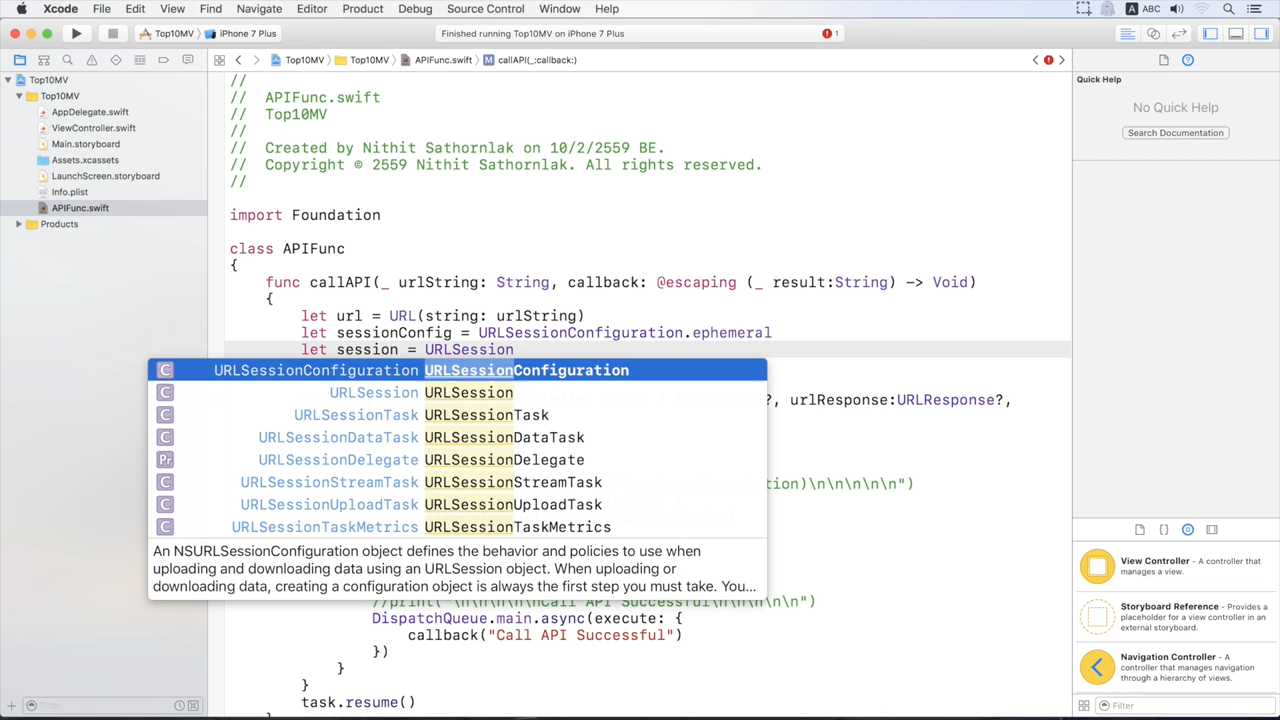 Xcode File Edit View Find Navigate Editor Product Debug Source Control Window Help
A ABC
Top10MV iPhone 7 Plus
Finished running Top10MV on iPhone 7 Plus
1
Top10MV Top10MV APIFunc.swift M callAPI(_:callback:)
Top10MV
Top10MV
AppDelegate.swift
ViewController.swift
Main.storyboard
Assets.xcassets
LaunchScreen.storyboard
Info.plist
APIFunc.swift
Products
Filter
//
// APIFunc.swift
// Top10MV
//
// Created by Nithit Sathornlak on 10/2/2559 BE.
// Copyright © 2559 Nithit Sathornlak. All rights reserved.
//
import Foundation
class APIFunc
{
func callAPI(_ urlString: String, callback: @escaping (_ result:String) -> Void)
{
let url = URL(string: urlString)
let sessionConfig = URLSessionConfiguration.ephemeral
let session = URLSession
C URLSessionConfiguration URLSessionConfiguration
C URLSession URLSession
?, urlResponse:URLResponse?,
C URLSessionTask URLSessionTask
C URLSessionDataTask URLSessionDataTask
Pr URLSessionDelegate URLSessionDelegate
C URLSessionStreamTask URLSessionStreamTask
)\n\n\n\n\n")
C URLSessionUploadTask URLSessionUploadTask
C URLSessionTaskMetrics URLSessionTaskMetrics
An NSURLSessionConfiguration object defines the behavior and policies to use when
uploading and downloading data using an URLSession object. When uploading or
downloading data, creating a configuration object is always the first step you must take. You...
//print("\n\n\n\n\nCall API Successful\n\n\n\n\n")
DispatchQueue.main.async(execute: {
callback("Call API Successful")
})
}
}
task.resume()
Quick Help
No Quick Help
Search Documentation
View Controller - A controller that
manages a view.
Storyboard Reference - Provides a
placeholder for a view controller in an
external storyboard.
Navigation Controller - A
controller that manages navigation
through a hierarchy of views.
Filter